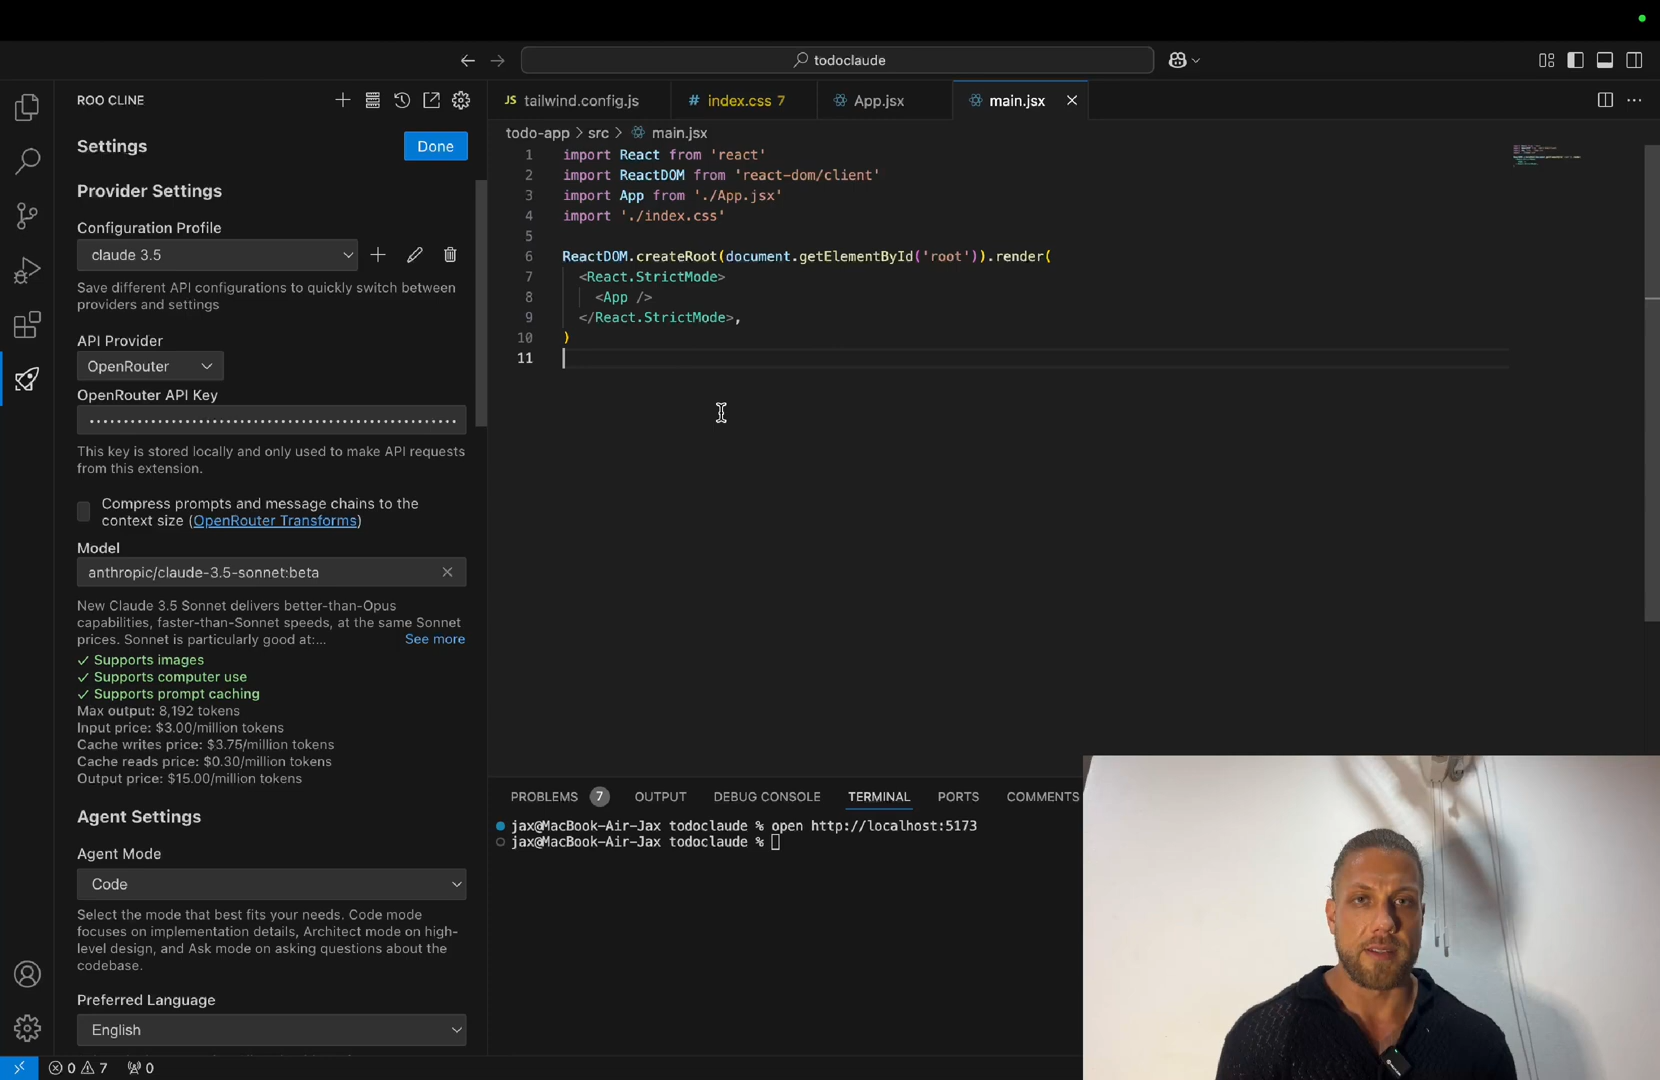 todoclaude
ROO CLINE
Settings
Done
Provider Settings
Configuration Profile
claude 3.5
Save different API configurations to quickly switch between
providers and settings
API Provider
OpenRouter
OpenRouter API Key
This key is stored locally and only used to make API requests
from this extension.
Compress prompts and message chains to the
context size (OpenRouter Transforms)
Model
anthropic/claude-3.5-sonnet:beta
New Claude 3.5 Sonnet delivers better-than-Opus
capabilities, faster-than-Sonnet speeds, at the same Sonnet
prices. Sonnet is particularly good at:...
See more
✓ Supports images
✓ Supports computer use
✓ Supports prompt caching
Max output: 8,192 tokens
Input price: $3.00/million tokens
Cache writes price: $3.75/million tokens
Cache reads price: $0.30/million tokens
Output price: $15.00/million tokens
Agent Settings
Agent Mode
Code
Select the mode that best fits your needs. Code mode
focuses on implementation details, Architect mode on high-
level design, and Ask mode on asking questions about the
codebase.
Preferred Language
English
0 7 0
JS tailwind.config.js
# index.css 7
App.jsx
main.jsx
todo-app > src > main.jsx
1 import React from 'react'
2 import ReactDOM from 'react-dom/client'
3 import App from './App.jsx'
4 import './index.css'
5
6 ReactDOM.createRoot(document.getElementById('root')).render(
7 <React.StrictMode>
8 <App />
9 </React.StrictMode>,
10 )
11
PROBLEMS 7 OUTPUT DEBUG CONSOLE TERMINAL PORTS COMMENTS
jax@MacBook-Air-Jax todoclaude % open http://localhost:5173
jax@MacBook-Air-Jax todoclaude %